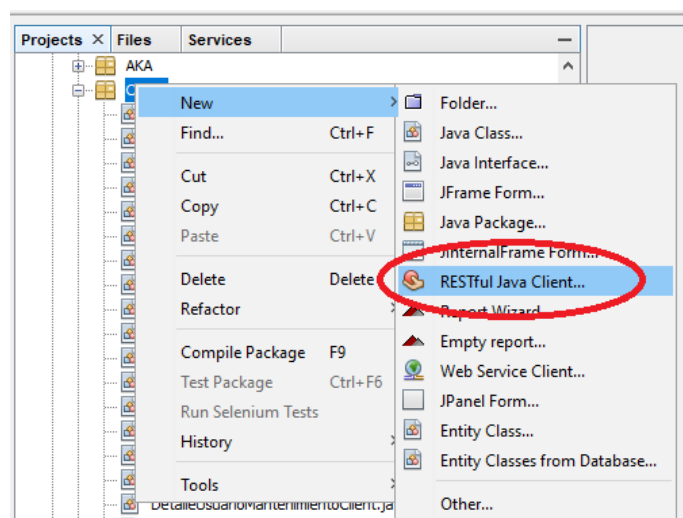 Projects × Files Services
AKA
New
Find... Ctrl+F
Cut Ctrl+X
Copy Ctrl+C
Paste Ctrl+V
Delete Delete
Refactor
Compile Package F9
Test Package Ctrl+F6
Run Selenium Tests
History
Tools
Folder...
Java Class...
Java Interface...
JFrame Form...
Java Package...
JInternalFrame Form...
RESTful Java Client...
Report Wizard
Empty report...
Web Service Client...
JPanel Form...
Entity Class...
Entity Classes from Database...
Other...
DetalleUsuarioMantenimientoClient.ja